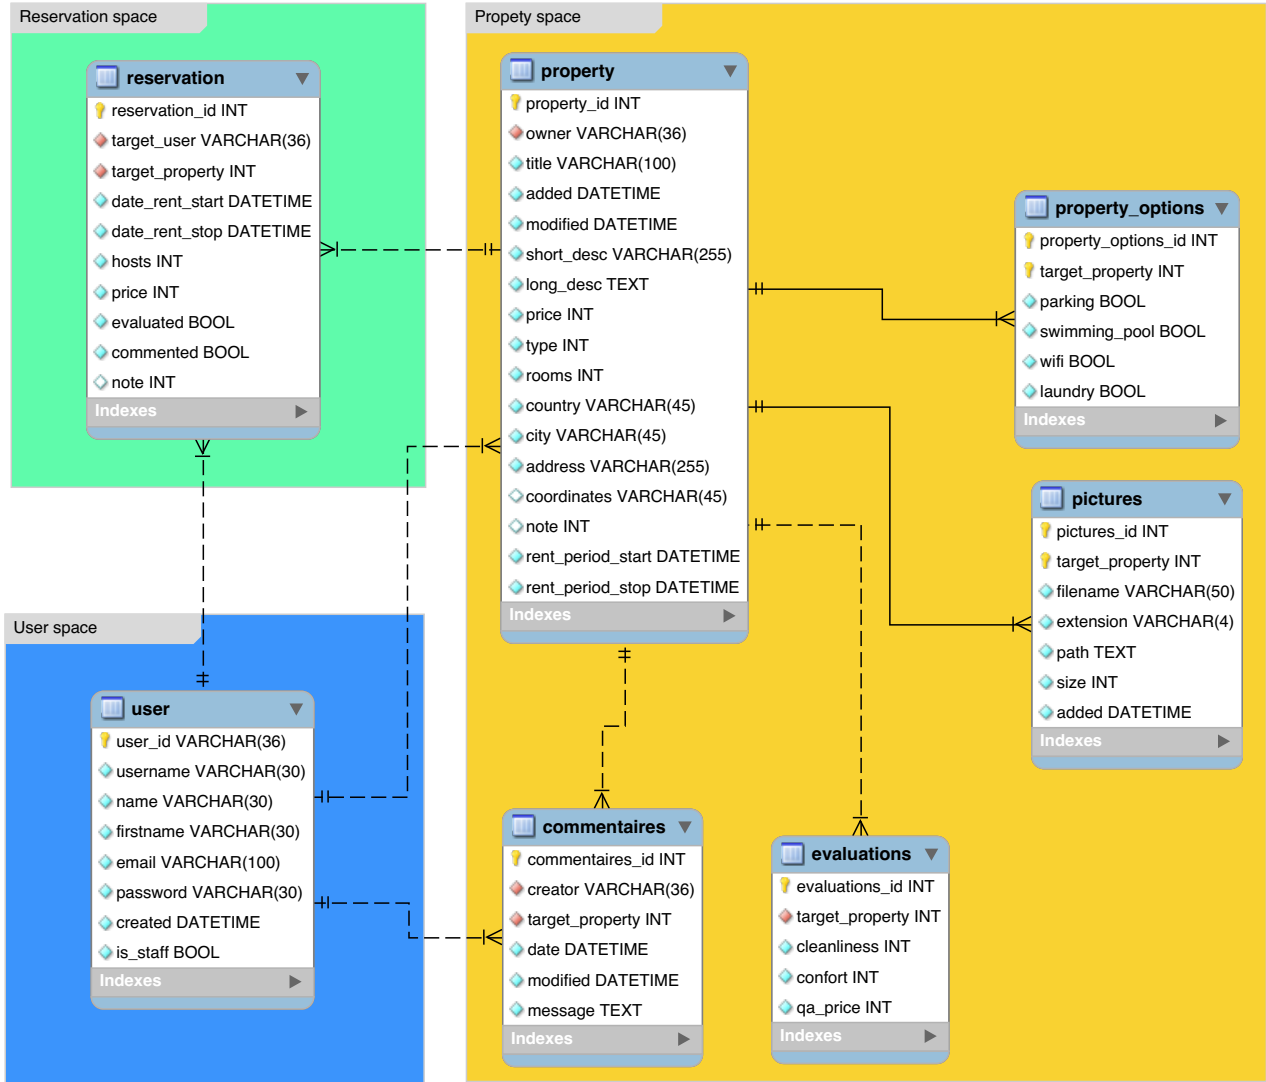 Reservation space
reservation
reservation_id INT
target_user VARCHAR(36)
target_property INT
date_rent_start DATETIME
date_rent_stop DATETIME
hosts INT
price INT
evaluated BOOL
commented BOOL
note INT
Indexes
Propety space
property
property_id INT
owner VARCHAR(36)
title VARCHAR(100)
added DATETIME
modified DATETIME
short_desc VARCHAR(255)
long_desc TEXT
price INT
type INT
rooms INT
country VARCHAR(45)
city VARCHAR(45)
address VARCHAR(255)
coordinates VARCHAR(45)
note INT
rent_period_start DATETIME
rent_period_stop DATETIME
Indexes
property_options
property_options_id INT
target_property INT
parking BOOL
swimming_pool BOOL
wifi BOOL
laundry BOOL
Indexes
pictures
pictures_id INT
target_property INT
filename VARCHAR(50)
extension VARCHAR(4)
path TEXT
size INT
added DATETIME
Indexes
User space
user
user_id VARCHAR(36)
username VARCHAR(30)
name VARCHAR(30)
firstname VARCHAR(30)
email VARCHAR(100)
password VARCHAR(30)
created DATETIME
is_staff BOOL
Indexes
commentaires
commentaires_id INT
creator VARCHAR(36)
target_property INT
date DATETIME
modified DATETIME
message TEXT
Indexes
evaluations
evaluations_id INT
target_property INT
cleanliness INT
confort INT
qa_price INT
Indexes